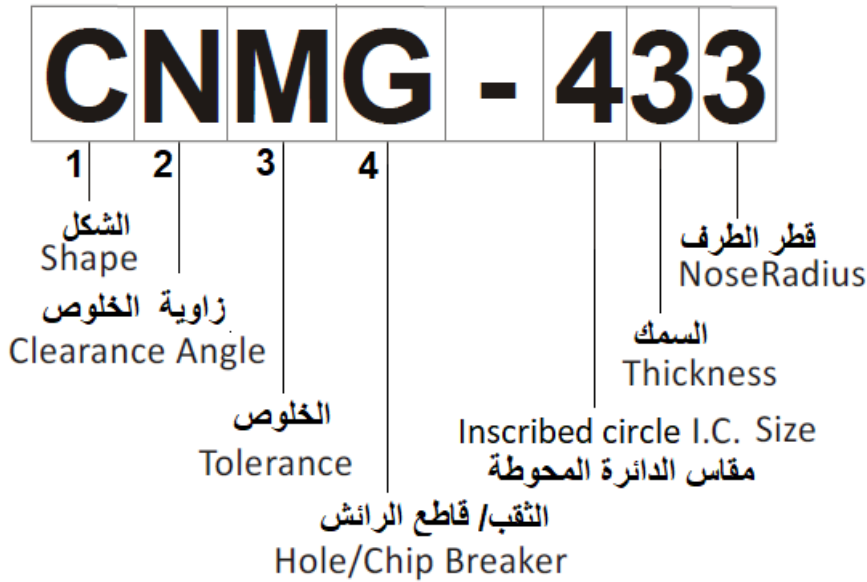 CNMG - 433
1 2 3 4
الشكل
Shape
قطر الطرف
NoseRadius
زاوية الخلوص
Clearance Angle
السمك
Thickness
الخلوص
Tolerance
Inscribed circle I.C. Size
مقاس الدائرة المحوطة
الثقب/ قاطع الرائش
Hole/Chip Breaker